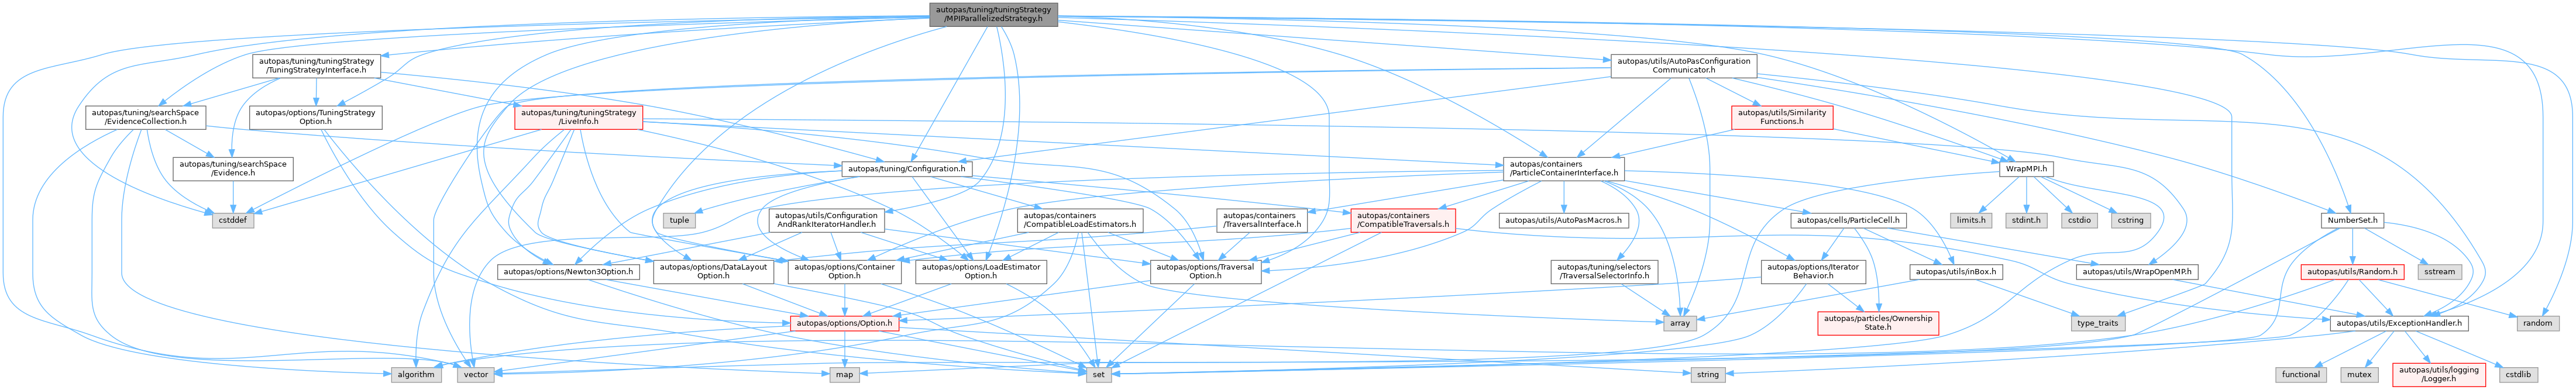 autopas/tuning/tuningStrategy
/MPIParallelizedStrategy.h
autopas/tuning/tuningStrategy
/TuningStrategyInterface.h
autopas/utils/AutoPasConfiguration
Communicator.h
autopas/tuning/searchSpace
/EvidenceCollection.h
autopas/options/TuningStrategy
Option.h
autopas/tuning/tuningStrategy
/LiveInfo.h
autopas/utils/Similarity
Functions.h
autopas/tuning/searchSpace
/Evidence.h
autopas/tuning/Configuration.h
autopas/containers
/ParticleContainerInterface.h
WrapMPI.h
cstddef
tuple
autopas/utils/Configuration
AndRankIteratorHandler.h
autopas/containers
/CompatibleLoadEstimators.h
autopas/containers
/TraversalInterface.h
autopas/containers
/CompatibleTraversals.h
autopas/utils/AutoPasMacros.h
autopas/cells/ParticleCell.h
limits.h
stdint.h
cstdio
cstring
NumberSet.h
autopas/options/Newton3Option.h
autopas/options/DataLayout
Option.h
autopas/options/Container
Option.h
autopas/options/LoadEstimator
Option.h
autopas/options/Traversal
Option.h
autopas/tuning/selectors
/TraversalSelectorInfo.h
autopas/options/Iterator
Behavior.h
autopas/utils/inBox.h
autopas/utils/WrapOpenMP.h
autopas/utils/Random.h
sstream
autopas/options/Option.h
array
autopas/particles/Ownership
State.h
type_traits
autopas/utils/ExceptionHandler.h
random
algorithm
vector
map
set
string
functional
mutex
autopas/utils/logging
/Logger.h
cstdlib